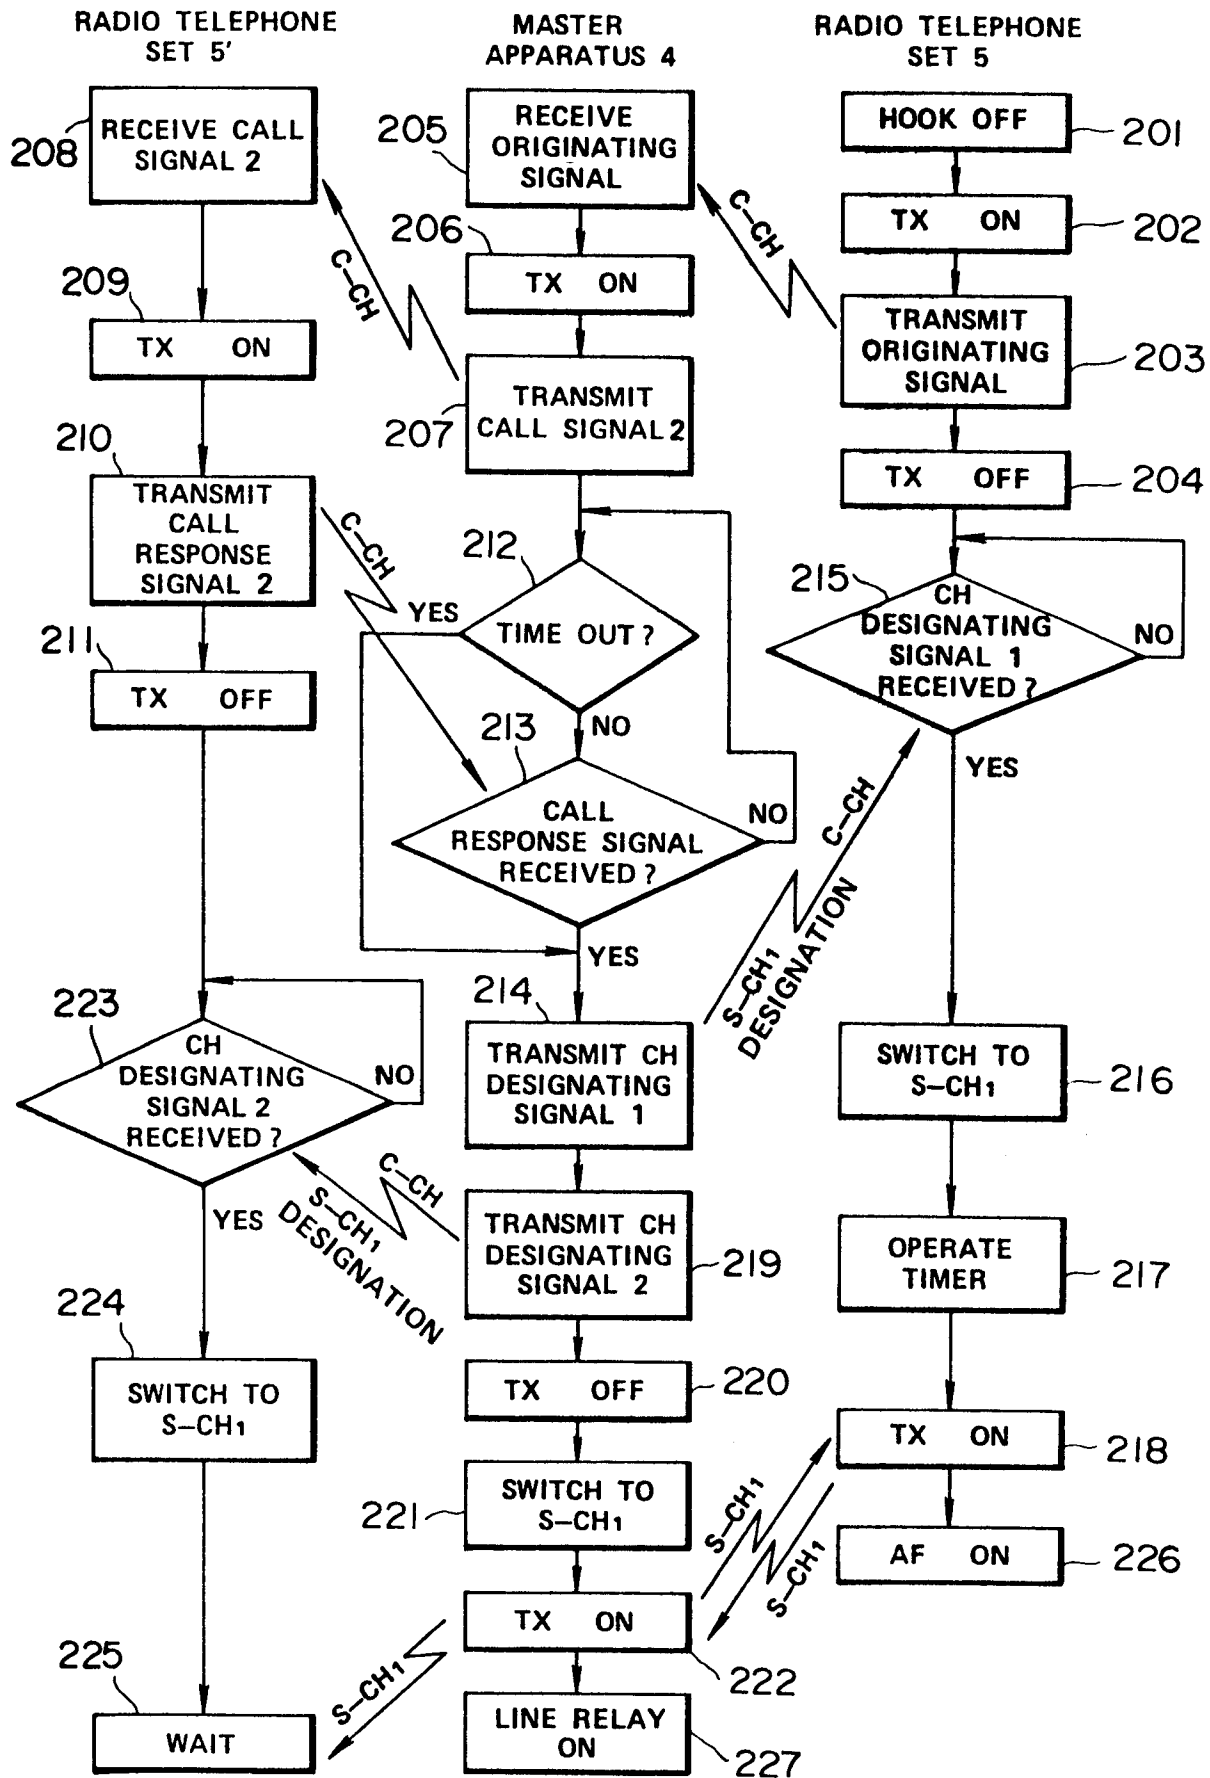 RADIO TELEPHONE
SET 5'
RECEIVE CALL
SIGNAL 2
208
209
TX ON
210
TRANSMIT
CALL
RESPONSE
SIGNAL 2
211
TX OFF
223
CH
DESIGNATING
SIGNAL 2
RECEIVED?
NO
YES
224
SWITCH TO
S-CH1
225
WAIT
MASTER
APPARATUS 4
205
RECEIVE
ORIGINATING
SIGNAL
206
TX ON
C-CH
207
TRANSMIT
CALL SIGNAL 2
C-CH
212
TIME OUT?
YES
NO
213
CALL
RESPONSE SIGNAL
RECEIVED?
NO
YES
214
TRANSMIT CH
DESIGNATING
SIGNAL 1
C-CH
S-CH1
DESIGNATION
TRANSMIT CH
DESIGNATING
SIGNAL 2
219
TX OFF
220
221
SWITCH TO
S-CH1
TX ON
222
S-CH1
LINE RELAY
ON
227
RADIO TELEPHONE
SET 5
HOOK OFF
201
TX ON
202
C-CH
TRANSMIT
ORIGINATING
SIGNAL
203
TX OFF
204
215
CH
DESIGNATING
SIGNAL 1
RECEIVED?
NO
YES
C-CH
S-CH1
DESIGNATION
SWITCH TO
S-CH1
216
OPERATE
TIMER
217
TX ON
218
S-CH1
S-CH1
AF ON
226